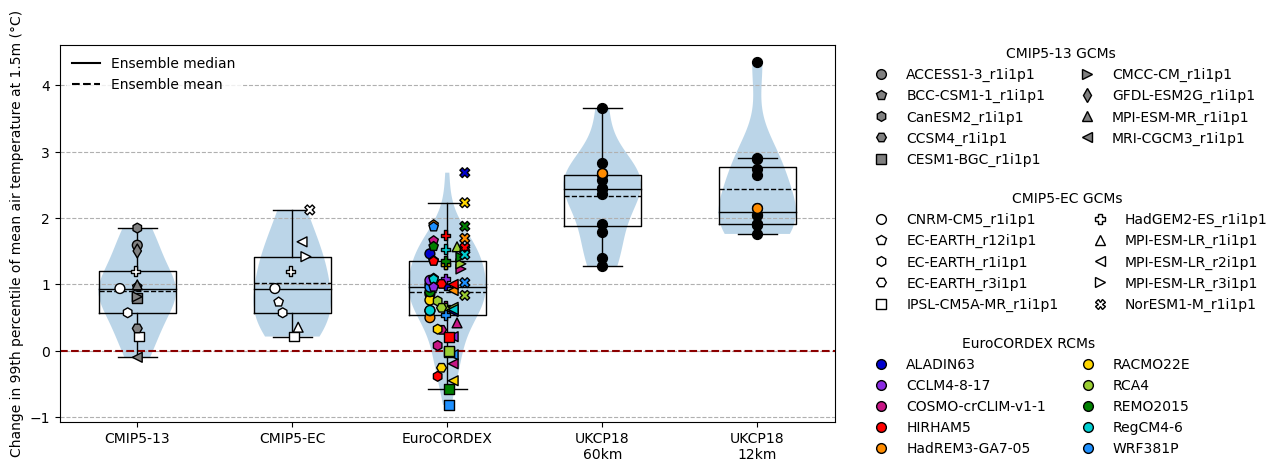 Change in 99th percentile of mean air temperature at 1.5m (°C)
4
3
2
1
0
−1
Ensemble median
Ensemble mean
CMIP5-13
CMIP5-EC
EuroCORDEX
UKCP18
60km
UKCP18
12km
CMIP5-13 GCMs
ACCESS1-3_r1i1p1
BCC-CSM1-1_r1i1p1
CanESM2_r1i1p1
CCSM4_r1i1p1
CESM1-BGC_r1i1p1
CMCC-CM_r1i1p1
GFDL-ESM2G_r1i1p1
MPI-ESM-MR_r1i1p1
MRI-CGCM3_r1i1p1
CMIP5-EC GCMs
CNRM-CM5_r1i1p1
EC-EARTH_r12i1p1
EC-EARTH_r1i1p1
EC-EARTH_r3i1p1
IPSL-CM5A-MR_r1i1p1
HadGEM2-ES_r1i1p1
MPI-ESM-LR_r1i1p1
MPI-ESM-LR_r2i1p1
MPI-ESM-LR_r3i1p1
NorESM1-M_r1i1p1
EuroCORDEX RCMs
ALADIN63
CCLM4-8-17
COSMO-crCLIM-v1-1
HIRHAM5
HadREM3-GA7-05
RACMO22E
RCA4
REMO2015
RegCM4-6
WRF381P